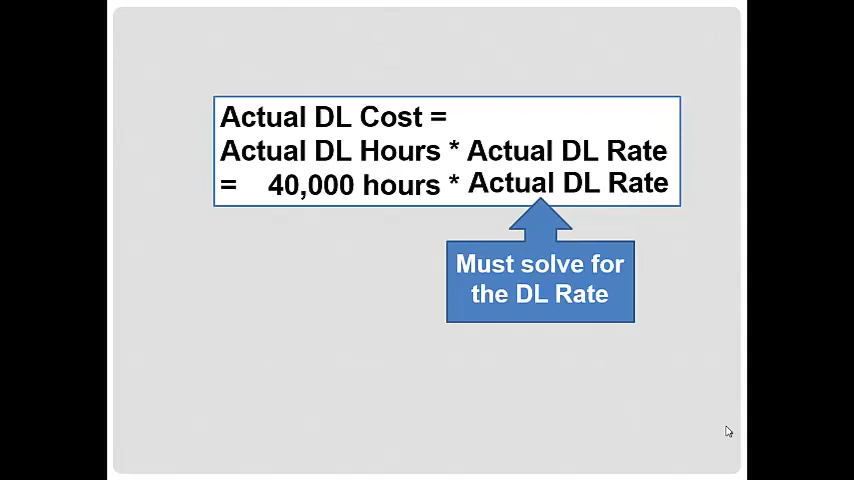 Actual DL Cost =
Actual DL Hours * Actual DL Rate
= 40,000 hours * Actual DL Rate
Must solve for
the DL Rate